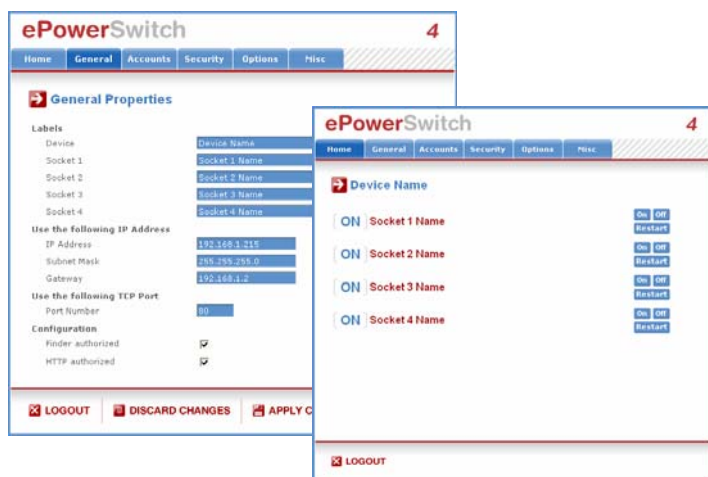 ePowerSwitch 4
Home General Accounts Security Options Misc
General Properties
Labels
Device Device Name
Socket 1 Socket 1 Name
Socket 2 Socket 2 Name
Socket 3 Socket 3 Name
Socket 4 Socket 4 Name
Use the following IP Address
IP Address 192.168.1.215
Subnet Mask 255.255.255.0
Gateway 192.168.1.2
Use the following TCP Port
Port Number 80
Configuration
Finder authorized
HTTP authorized
LOGOUT DISCARD CHANGES APPLY C
ePowerSwitch 4
Home General Accounts Security Options Misc
Device Name
ON Socket 1 Name On Off
Restart
ON Socket 2 Name On Off
Restart
ON Socket 3 Name On Off
Restart
ON Socket 4 Name On Off
Restart
LOGOUT